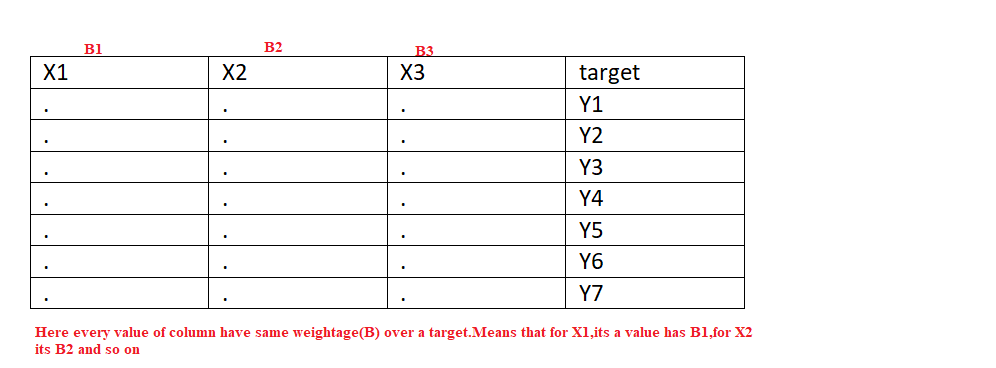 B1 B2 B3
X1 X2 X3 target
. . . Y1
. . . Y2
. . . Y3
. . . Y4
. . . Y5
. . . Y6
. . . Y7
Here every value of column have same weightage(B) over a target.Means that for X1,its a value has B1,for X2
its B2 and so on